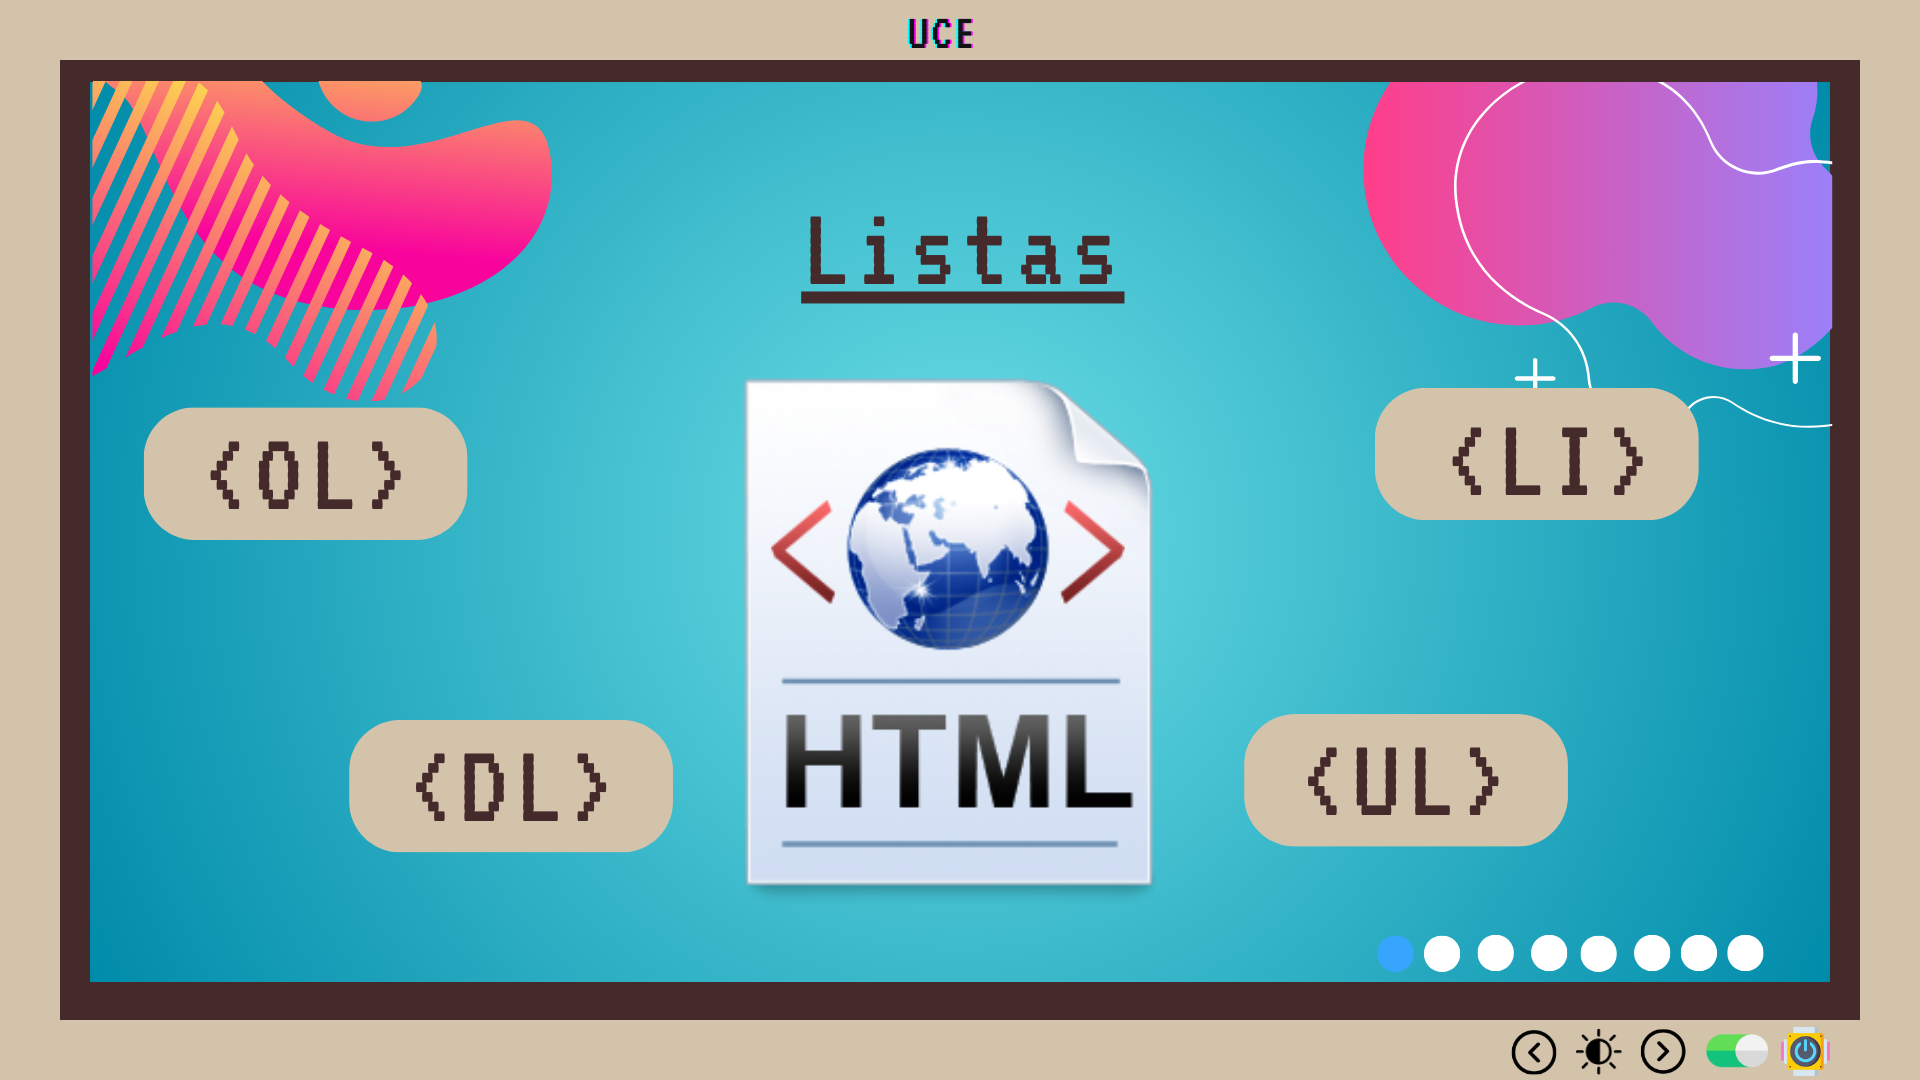 UCE
Listas
<OL>
<LI>
< >
HTML
<DL>
<UL>